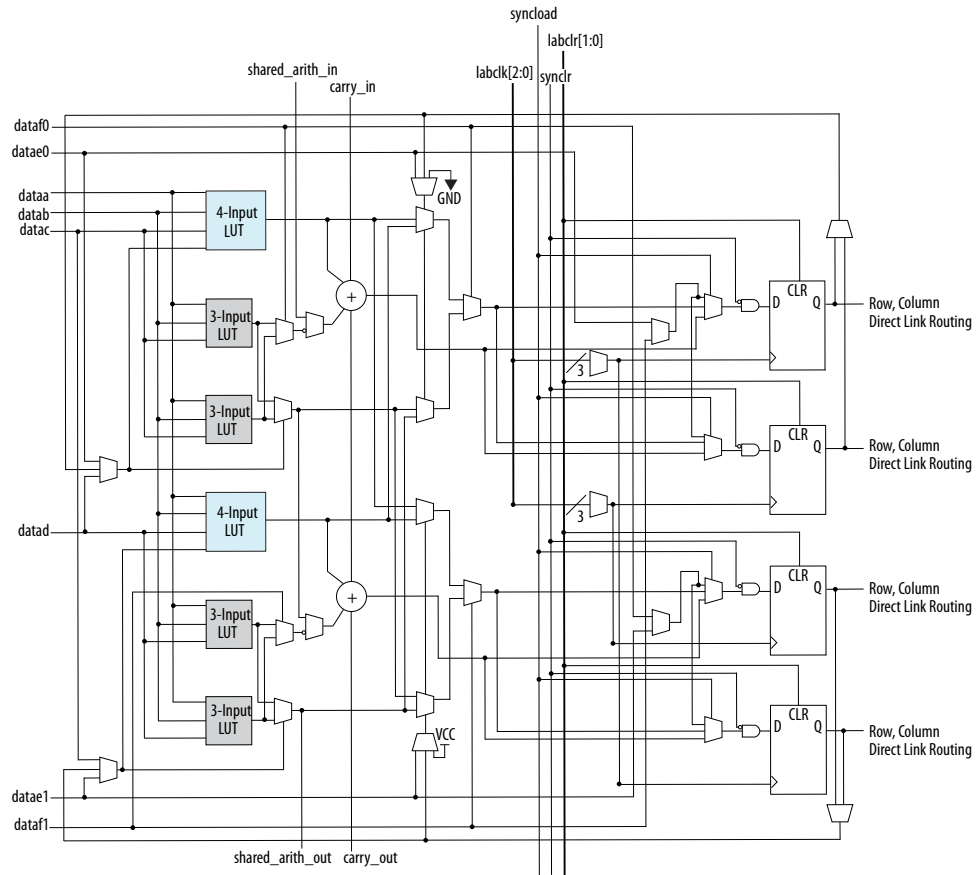 syncload
labclr[1:0]
shared_arith_in
labclk[2:0]
synclr
carry_in
dataf0
datae0
dataa
datab
datac
GND
4-Input
LUT
CLR
D
Q
Row, Column
Direct Link Routing
+
3-Input
LUT
3
3-Input
LUT
CLR
D
Q
Row, Column
Direct Link Routing
4-Input
LUT
3
datad
CLR
D
Q
Row, Column
Direct Link Routing
+
3-Input
LUT
3-Input
LUT
CLR
D
Q
Row, Column
Direct Link Routing
VCC
datae1
dataf1
shared_arith_out
carry_out